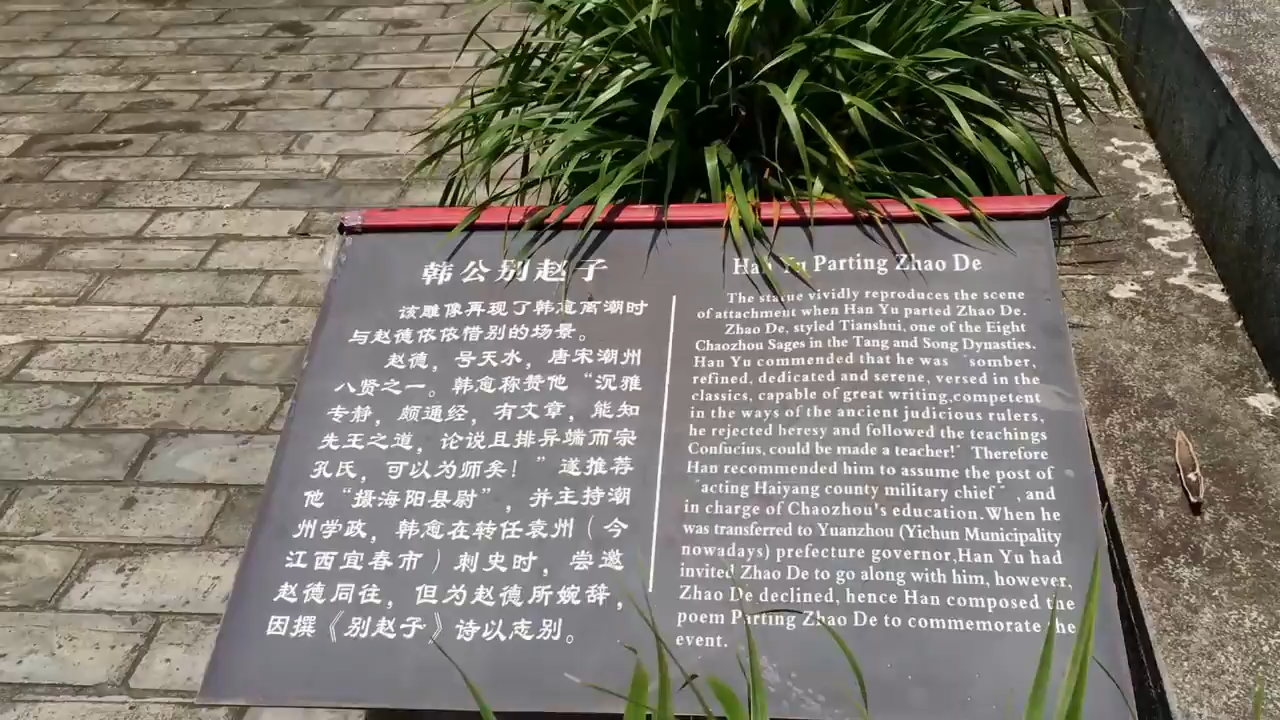 韩公别赵子
该雕像再现了韩愈离潮时
与赵德依依惜别的场景。
赵德，号天水，唐宋潮州
八贤之一。韩愈称赞他“沉雅
专静，颇通经，有文章，能知
先王之道，论说且排异端而宗
孔氏，可以为师矣！”遂推荐
他“摄海阳县尉”，并主持潮
州学政，韩愈在转任袁州（今
江西宜春市）刺史时，尝邀
赵德同往，但为赵德所婉辞，
因撰《别赵子》诗以志别。
Han Yu Parting Zhao De
The statue vividly reproduces the scene
of attachment when Han Yu parted Zhao De.
Zhao De, styled Tianshui, one of the Eight
Chaozhou Sages in the Tang and Song Dynasties.
Han Yu commended that he was "somber,
refined, dedicated and serene, versed in the
classics, capable of great writing,competent
in the ways of the ancient judicious rulers,
he rejected heresy and followed the teachings
Confucius, could be made a teacher!" Therefore
Han recommended him to assume the post of
"acting Haiyang county military chief", and
in charge of Chaozhou's education.When he
was transferred to Yuanzhou (Yichun Municipality
nowadays) prefecture governor,Han Yu had
invited Zhao De to go along with him, however,
Zhao De declined, hence Han composed the
poem Parting Zhao De to commemorate the
event.